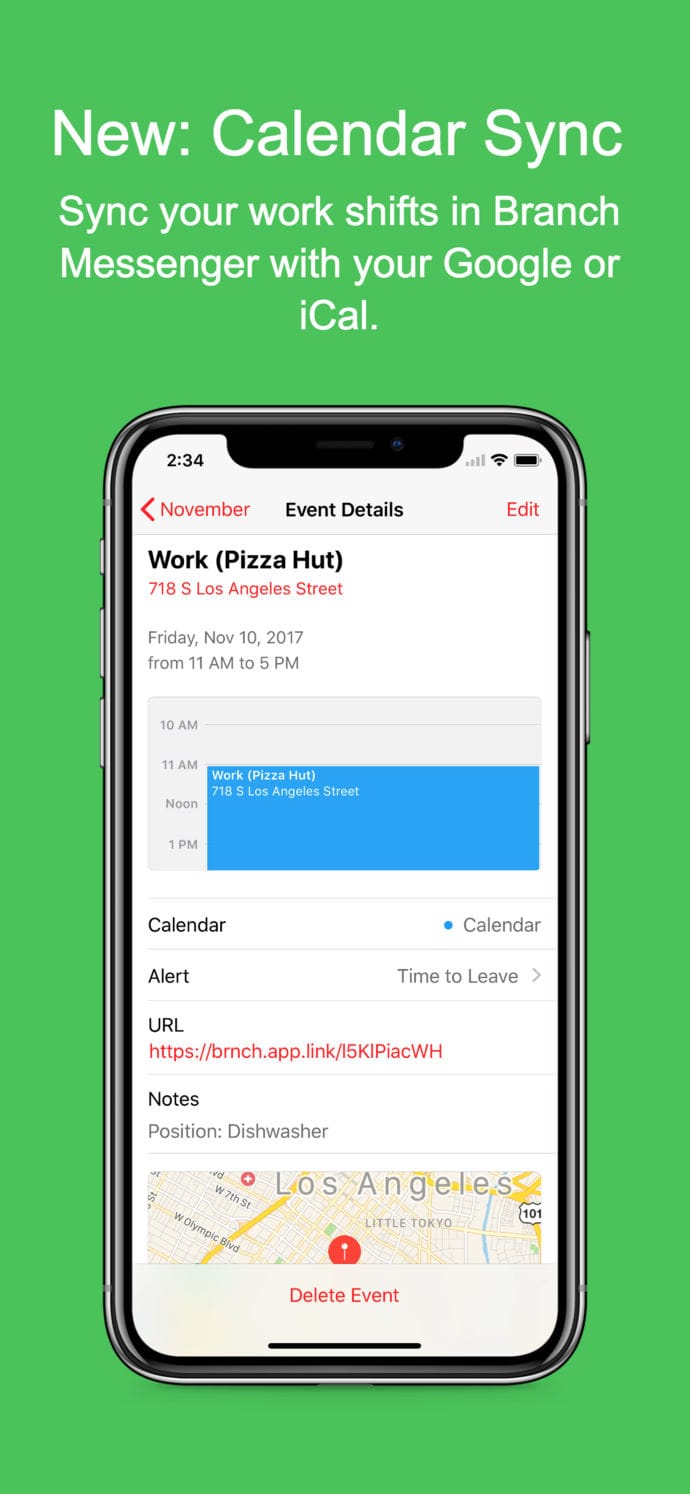 New: Calendar Sync
Sync your work shifts in Branch
Messenger with your Google or
iCal.
2:34
November
Event Details
Edit
Work (Pizza Hut)
718 S Los Angeles Street
Friday, Nov 10, 2017
from 11 AM to 5 PM
10 AM
11 AM
Work (Pizza Hut)
718 S Los Angeles Street
Noon
1 PM
Calendar
Calendar
Alert
Time to Leave
URL
https://brnch.app.link/l5KlPiacWH
Notes
Position: Dishwasher
Los Angeles
W 7th St
101
LITTLE TOKYO
W Olympic Blvd
Delete Event